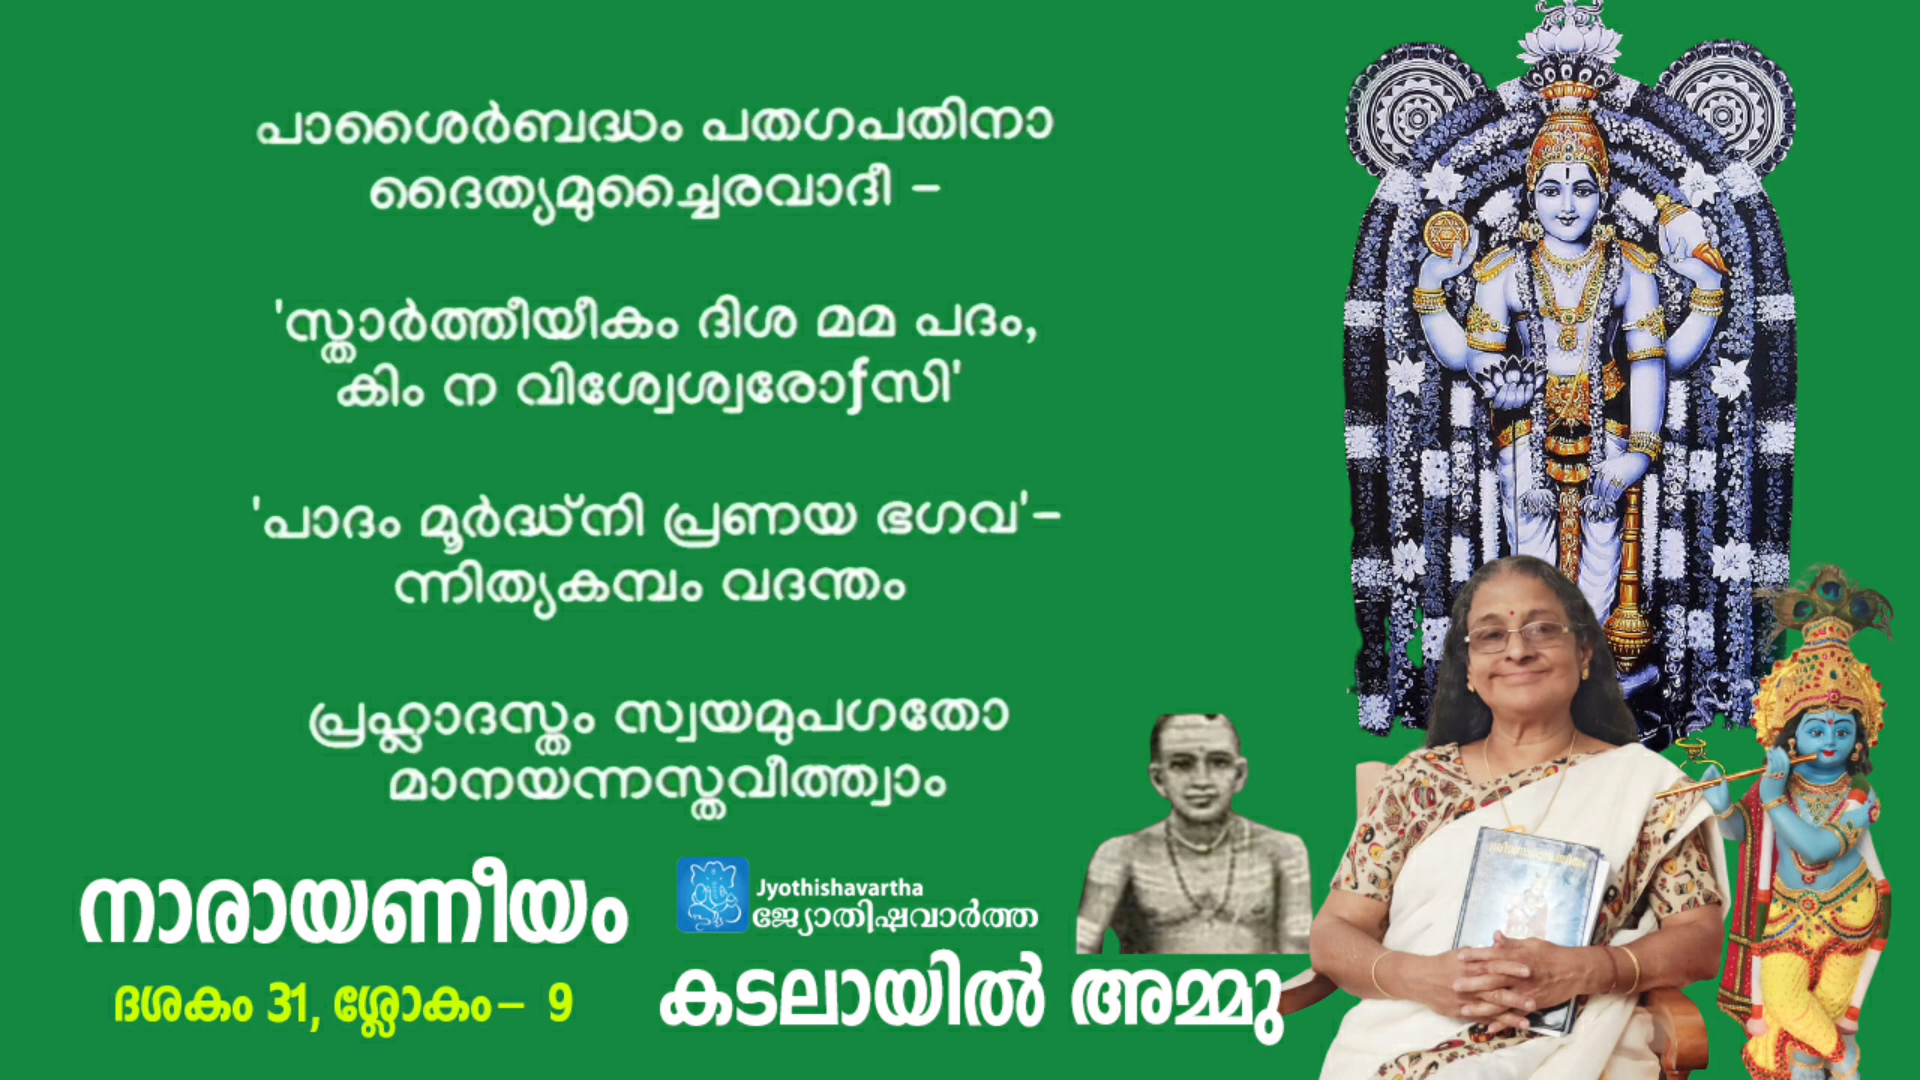 പാശൈർബദ്ധം പതഗപതിനാ
ദൈത്യമുച്ചൈരവാദീ –
'സ്താർത്തീയീകം ദിശ മമ പദം,
കിം ന വിശ്വേശ്വരോƒസി'
'പാദം മൂർദ്ധ്നി പ്രണയ ഭഗവ'–
ന്നിത്യകമ്പം വദന്തം
പ്രഹ്ലാദസ്തം സ്വയമുപഗതോ
മാനയന്നസ്തവീത്ത്വാം
നാരായണീയം
ദശകം 31, ശ്ലോകം – 9
Jyothishavartha
ജ്യോതിഷവാർത്ത
കടലായിൽ അമ്മു